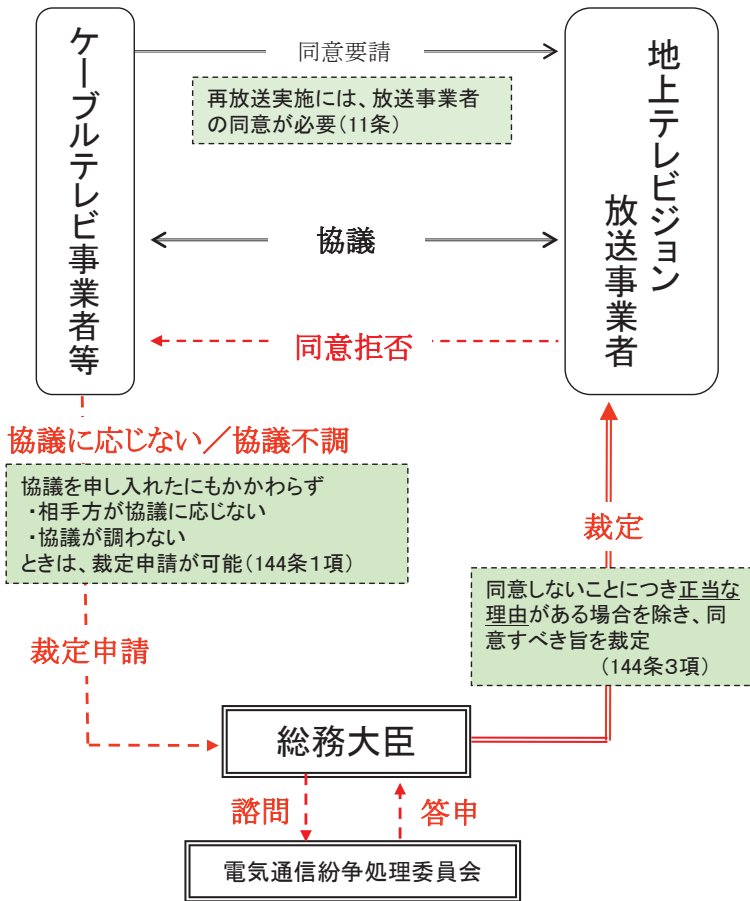 ケーブルテレビ事業者等
同意要請
地上テレビジョン
放送事業者
再放送実施には、放送事業者
の同意が必要(11条)
協議
同意拒否
協議に応じない/協議不調
協議を申し入れたにもかかわらず
・相手方が協議に応じない
・協議が調わない
ときは、裁定申請が可能(144条1項)
裁定
同意しないことにつき正当な
理由がある場合を除き、同
意すべき旨を裁定
(144条3項)
裁定申請
総務大臣
諮問
答申
電気通信紛争処理委員会